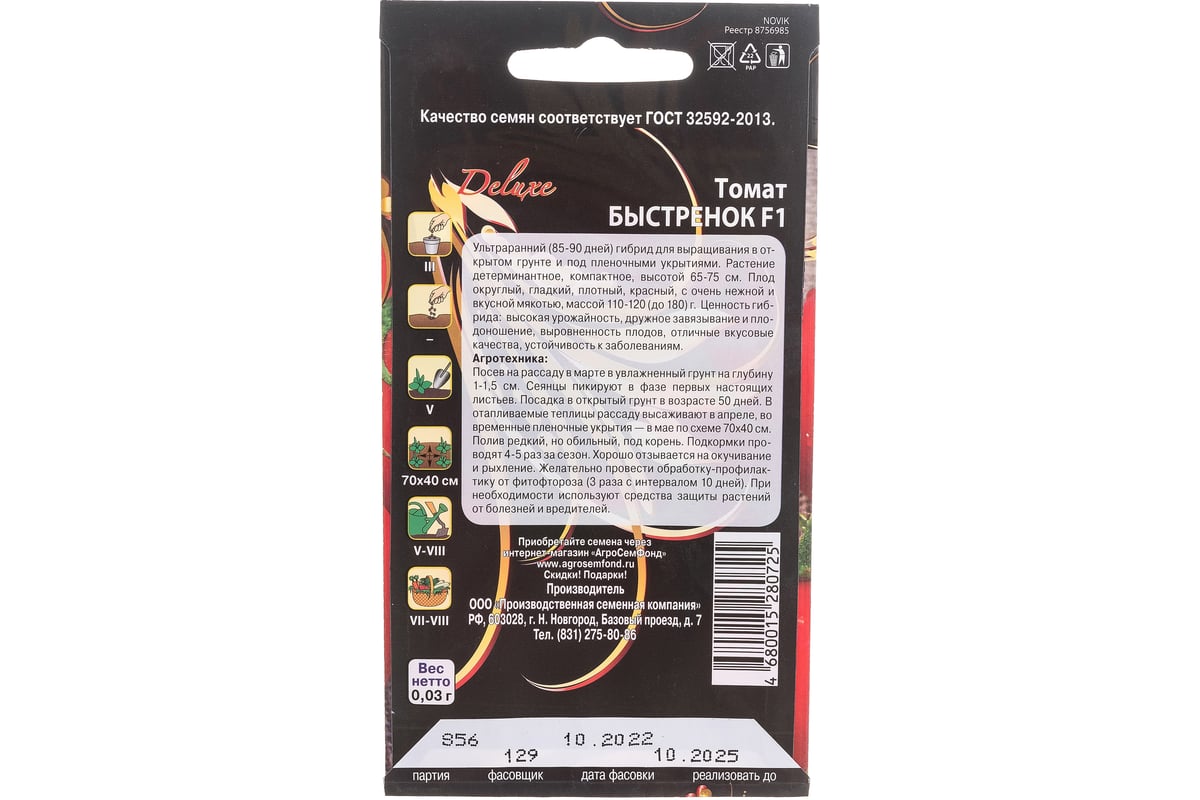 NOVIK
Реестр 8756985
22
PAP
Качество семян соответствует ГОСТ 32592-2013.
Deluxe
Томат
БЫСТРЕНОК F1
Ультраранний (85-90 дней) гибрид для выращивания в от-
крытом грунте и под пленочными укрытиями. Растение
детерминантное, компактное, высотой 65-75 см. Плод
округлый, гладкий, плотный, красный, с очень нежной и
вкусной мякотью, массой 110-120 (до 180) г. Ценность гиб-
рида: высокая урожайность, дружное завязывание и пло-
доношение, выровненность плодов, отличные вкусовые
качества, устойчивость к заболеваниям.
Агротехника:
Посев на рассаду в марте в увлажненный грунт на глубину
1-1,5 см. Сеянцы пикируют в фазе первых настоящих
листьев. Посадка в открытый грунт в возрасте 50 дней. В
отапливаемые теплицы рассаду высаживают в апреле, во
временные пленочные укрытия — в мае по схеме 70х40 см.
Полив редкий, но обильный, под корень. Подкормки про-
водят 4-5 раз за сезон. Хорошо отзывается на окучивание
и рыхление. Желательно провести обработку-профилак-
тику от фитофтороза (3 раза с интервалом 10 дней). При
необходимости используют средства защиты растений
от болезней и вредителей.
III
–
V
70х40 см
V-VIII
VII-VIII
Приобретайте семена через
интернет-магазин «АгроСемФонд»
www.agrosemfond.ru
Скидки! Подарки!
Производитель
ООО «Производственная семенная компания»
РФ, 603028, г. Н. Новгород, Базовый проезд, д. 7
Тел. (831) 275-80-86
4 680015 280725
Вес
нетто
0,03 г
856 10.2022
129 10.2025
партия фасовщик дата фасовки реализовать до